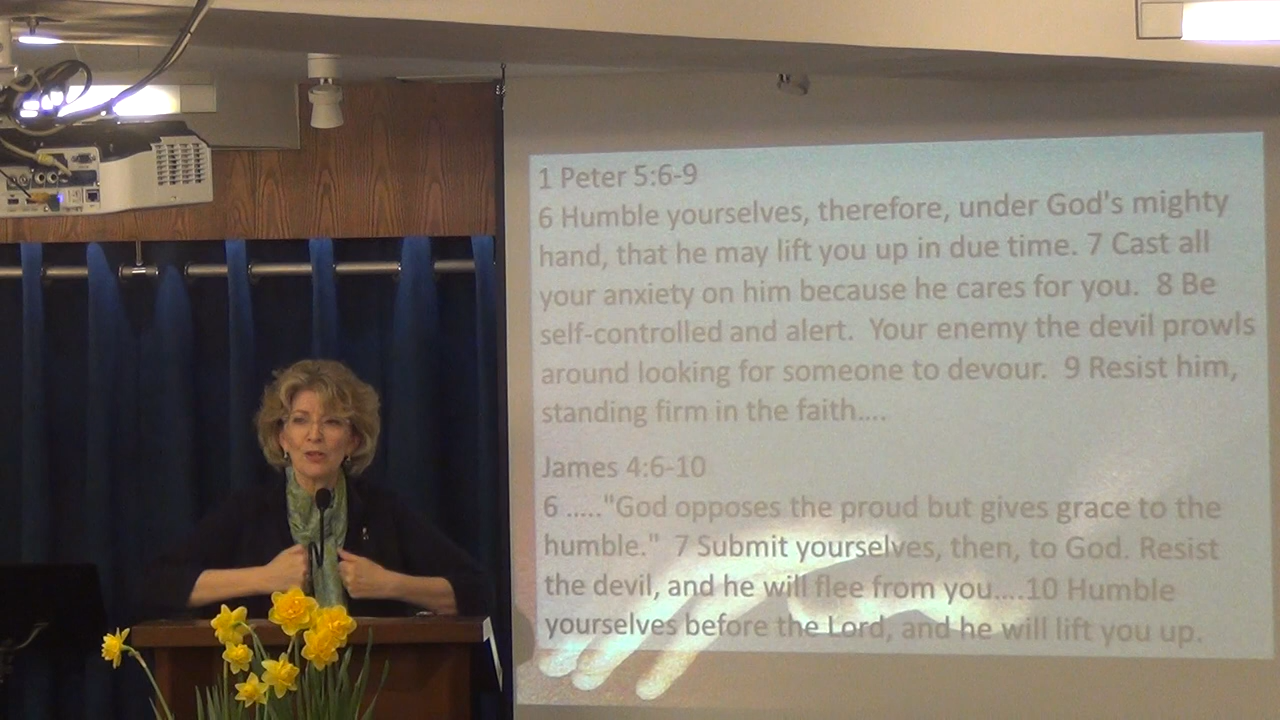 1 Peter 5:6-9
6 Humble yourselves, therefore, under God's mighty
hand, that he may lift you up in due time. 7 Cast all
your anxiety on him because he cares for you.  8 Be
self-controlled and alert.  Your enemy the devil prowls
around looking for someone to devour.  9 Resist him,
standing firm in the faith....
James 4:6-10
6 ....."God opposes the proud but gives grace to the
humble."  7 Submit yourselves, then, to God. Resist
the devil, and he will flee from you....10 Humble
yourselves before the Lord, and he will lift you up.